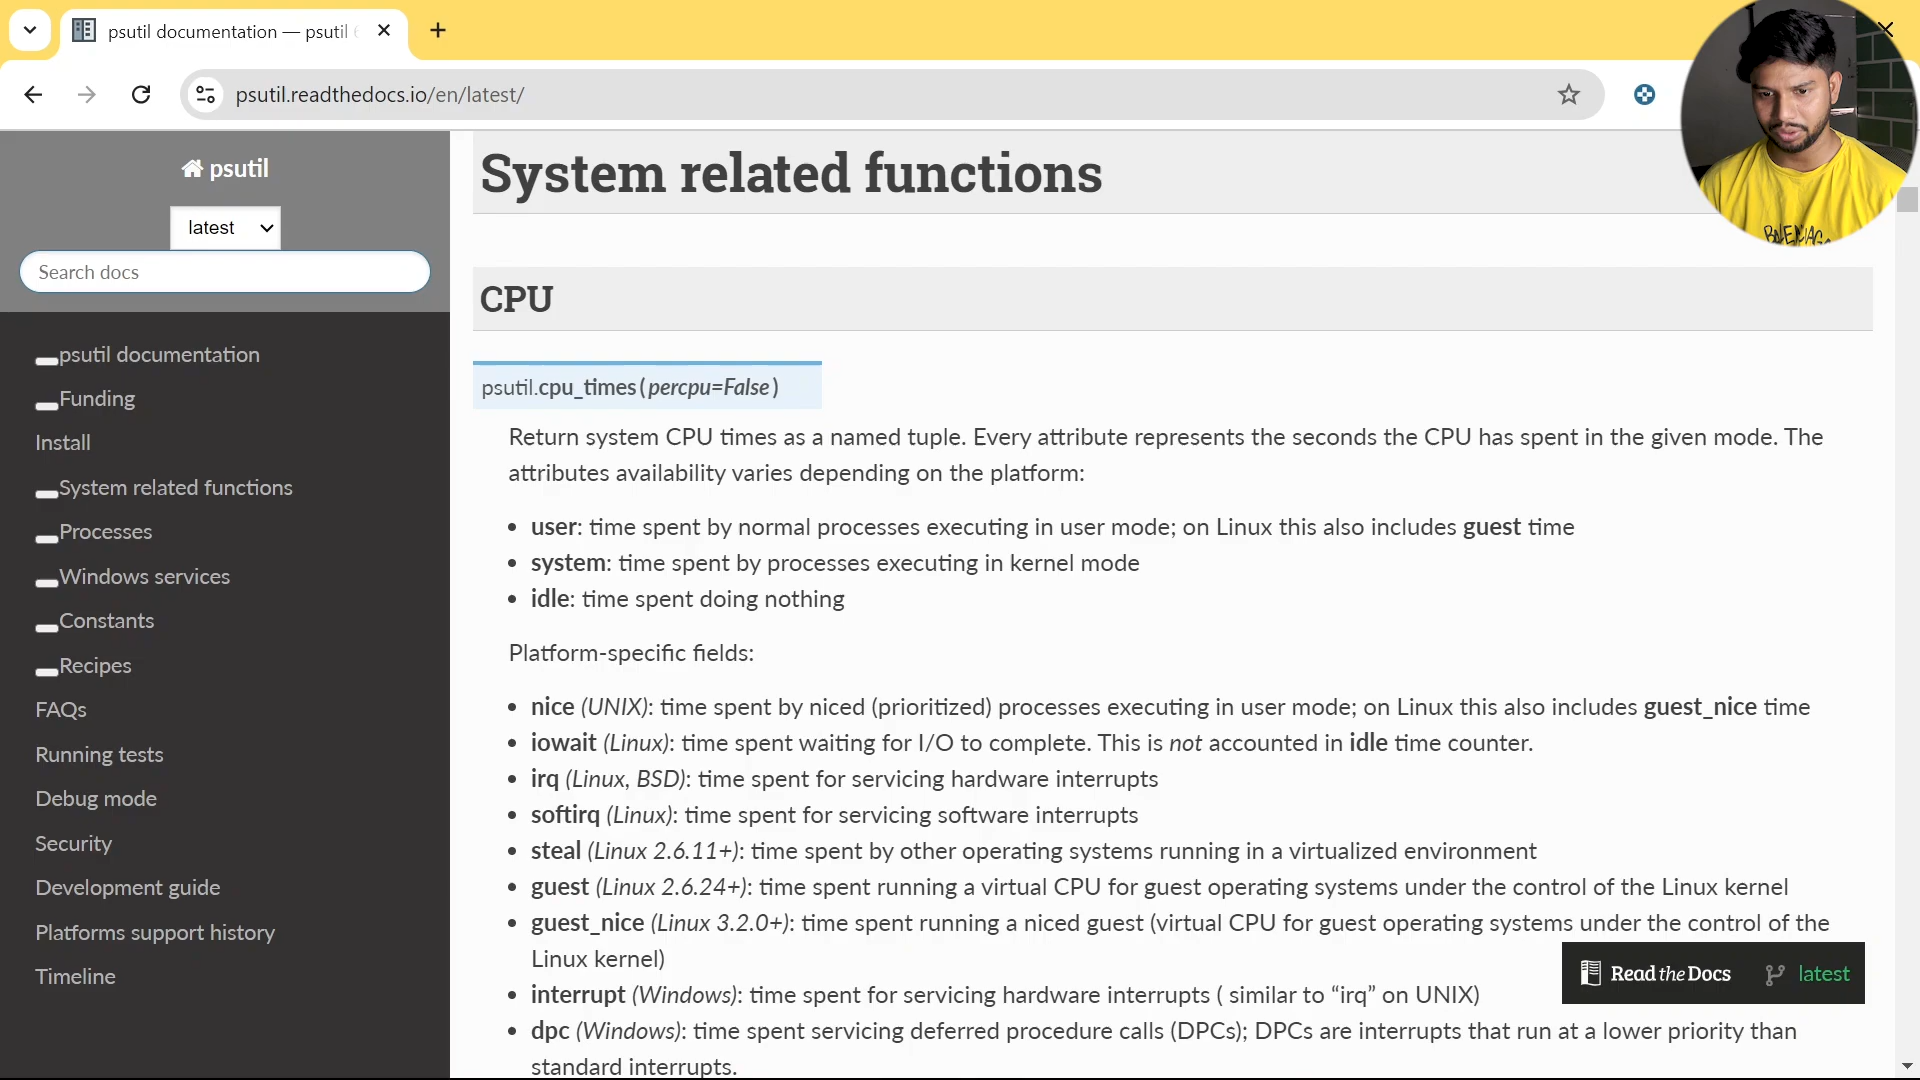 psutil documentation — psutil 6
psutil.readthedocs.io/en/latest/
psutil
latest
Search docs
psutil documentation
Funding
Install
System related functions
Processes
Windows services
Constants
Recipes
FAQs
Running tests
Debug mode
Security
Development guide
Platforms support history
Timeline
System related functions
CPU
psutil.cpu_times(percpu=False)
Return system CPU times as a named tuple. Every attribute represents the seconds the CPU has spent in the given mode. The
attributes availability varies depending on the platform:
• user: time spent by normal processes executing in user mode; on Linux this also includes guest time
• system: time spent by processes executing in kernel mode
• idle: time spent doing nothing
Platform-specific fields:
• nice (UNIX): time spent by niced (prioritized) processes executing in user mode; on Linux this also includes guest_nice time
• iowait (Linux): time spent waiting for I/O to complete. This is not accounted in idle time counter.
• irq (Linux, BSD): time spent for servicing hardware interrupts
• softirq (Linux): time spent for servicing software interrupts
• steal (Linux 2.6.11+): time spent by other operating systems running in a virtualized environment
• guest (Linux 2.6.24+): time spent running a virtual CPU for guest operating systems under the control of the Linux kernel
• guest_nice (Linux 3.2.0+): time spent running a niced guest (virtual CPU for guest operating systems under the control of the
Linux kernel)
• interrupt (Windows): time spent for servicing hardware interrupts ( similar to “irq” on UNIX)
• dpc (Windows): time spent servicing deferred procedure calls (DPCs); DPCs are interrupts that run at a lower priority than
standard interrupts.
Read the Docs latest